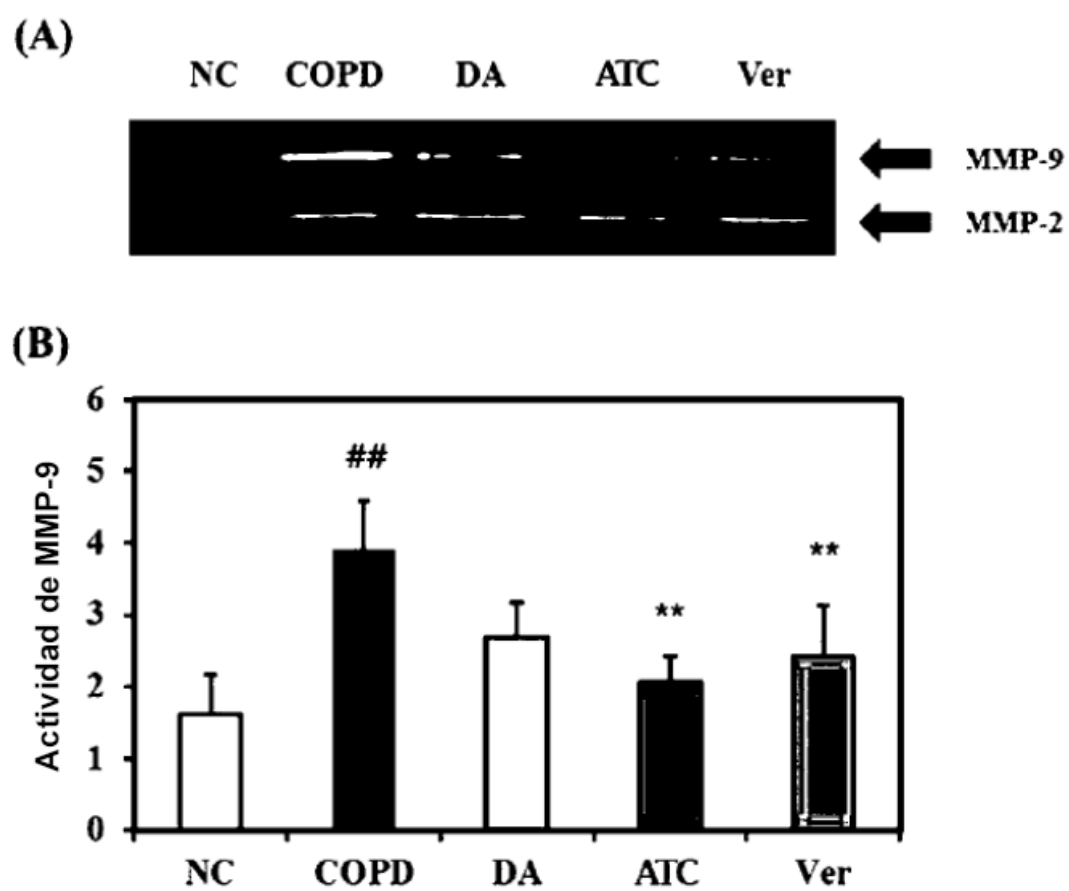 (A)
NC COPD DA ATC Ver
MMP-9
MMP-2
(B)
Actividad de MMP-9
6
5
4
3
2
1
0
##
**
**
NC COPD DA ATC Ver